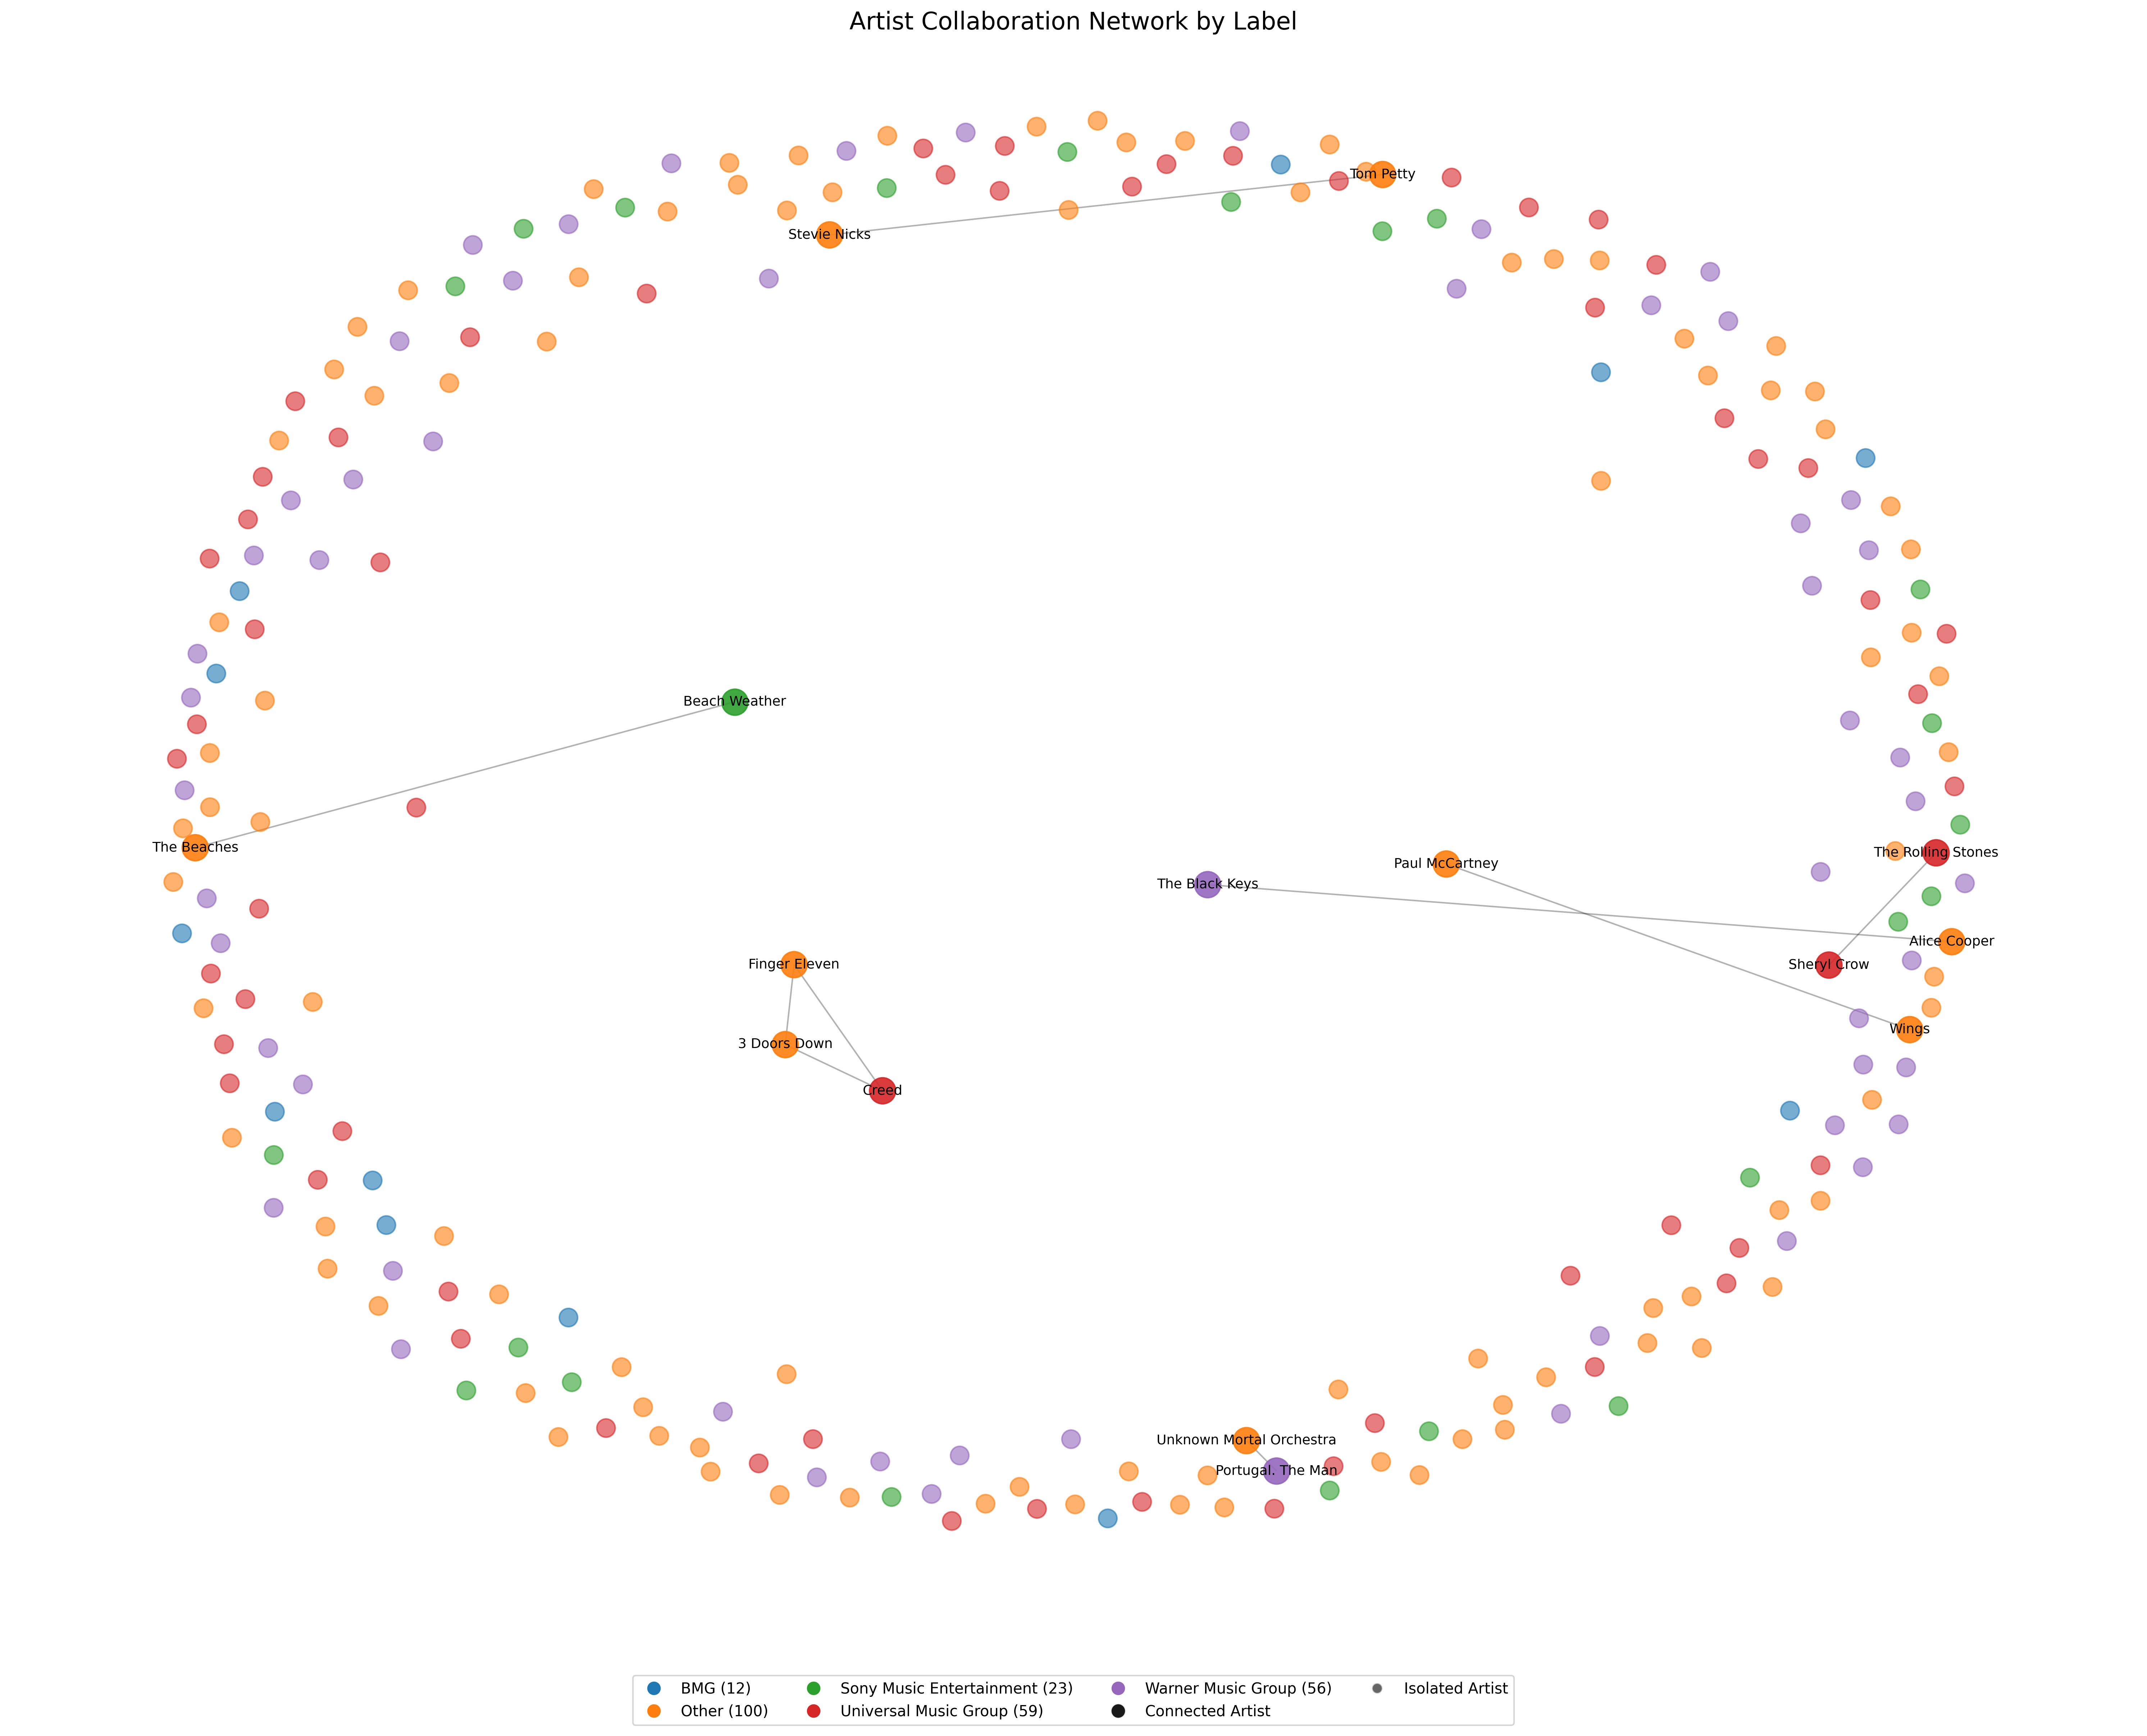 Artist Collaboration Network by Label
Tom Petty
Stevie Nicks
Beach Weather
The Beaches
The Rolling Stones
Paul McCartney
The Black Keys
Alice Cooper
Finger Eleven
Sheryl Crow
Wings
3 Doors Down
Creed
Unknown Mortal Orchestra
Portugal. The Man
BMG (12)
Other (100)
Sony Music Entertainment (23)
Universal Music Group (59)
Warner Music Group (56)
Connected Artist
Isolated Artist